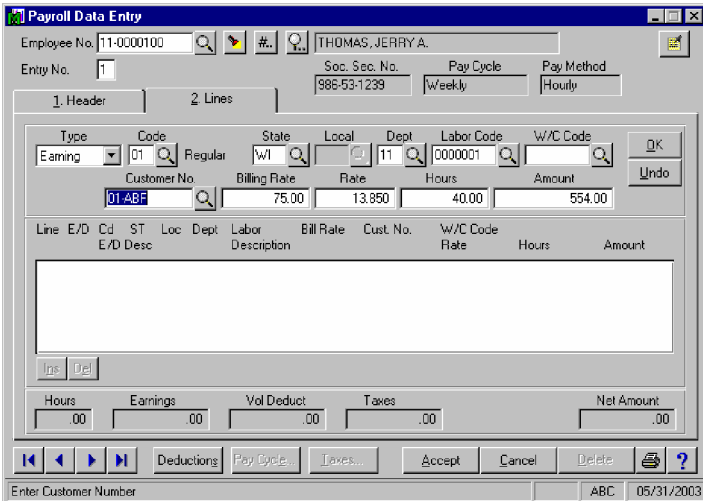 Payroll Data Entry
Employee No. 11-0000100 #.. THOMAS, JERRY A.
Entry No. 1 Soc. Sec. No. Pay Cycle Pay Method
986-53-1239 Weekly Hourly
1. Header 2. Lines
Type Code State Local Dept Labor Code W/C Code
Earning 01 Regular WI 11 0000001 OK
Customer No. Billing Rate Rate Hours Amount Undo
01-ABF 75.00 13.850 40.00 554.00
Line E/D Cd ST Loc Dept Labor Bill Rate Cust. No. W/C Code
E/D Desc Description Rate Hours Amount
Ins Del
Hours Earnings Vol Deduct Taxes Net Amount
.00 .00 .00 .00 .00
Deductions Pay Cycle... Taxes... Accept Cancel Delete ?
Enter Customer Number ABC 05/31/2003